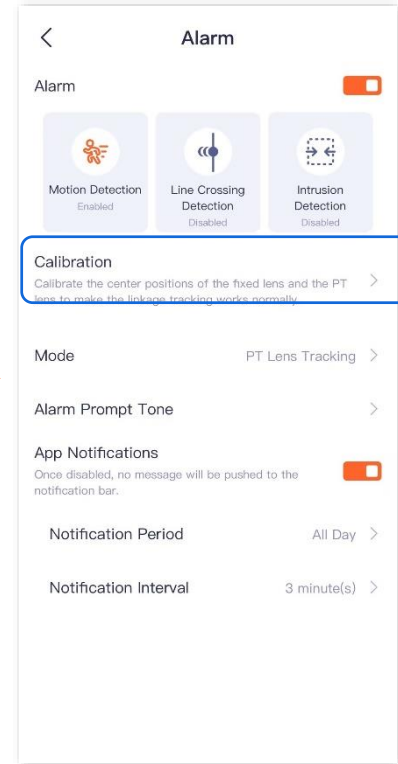 Alarm
Alarm
Motion Detection
Enabled
Line Crossing
Detection
Disabled
Intrusion
Detection
Disabled
Calibration
Calibrate the center positions of the fixed lens and the PT
lens to make the linkage tracking works normally.
Mode
PT Lens Tracking
Alarm Prompt Tone
App Notifications
Once disabled, no message will be pushed to the
notification bar.
Notification Period
All Day
Notification Interval
3 minute(s)